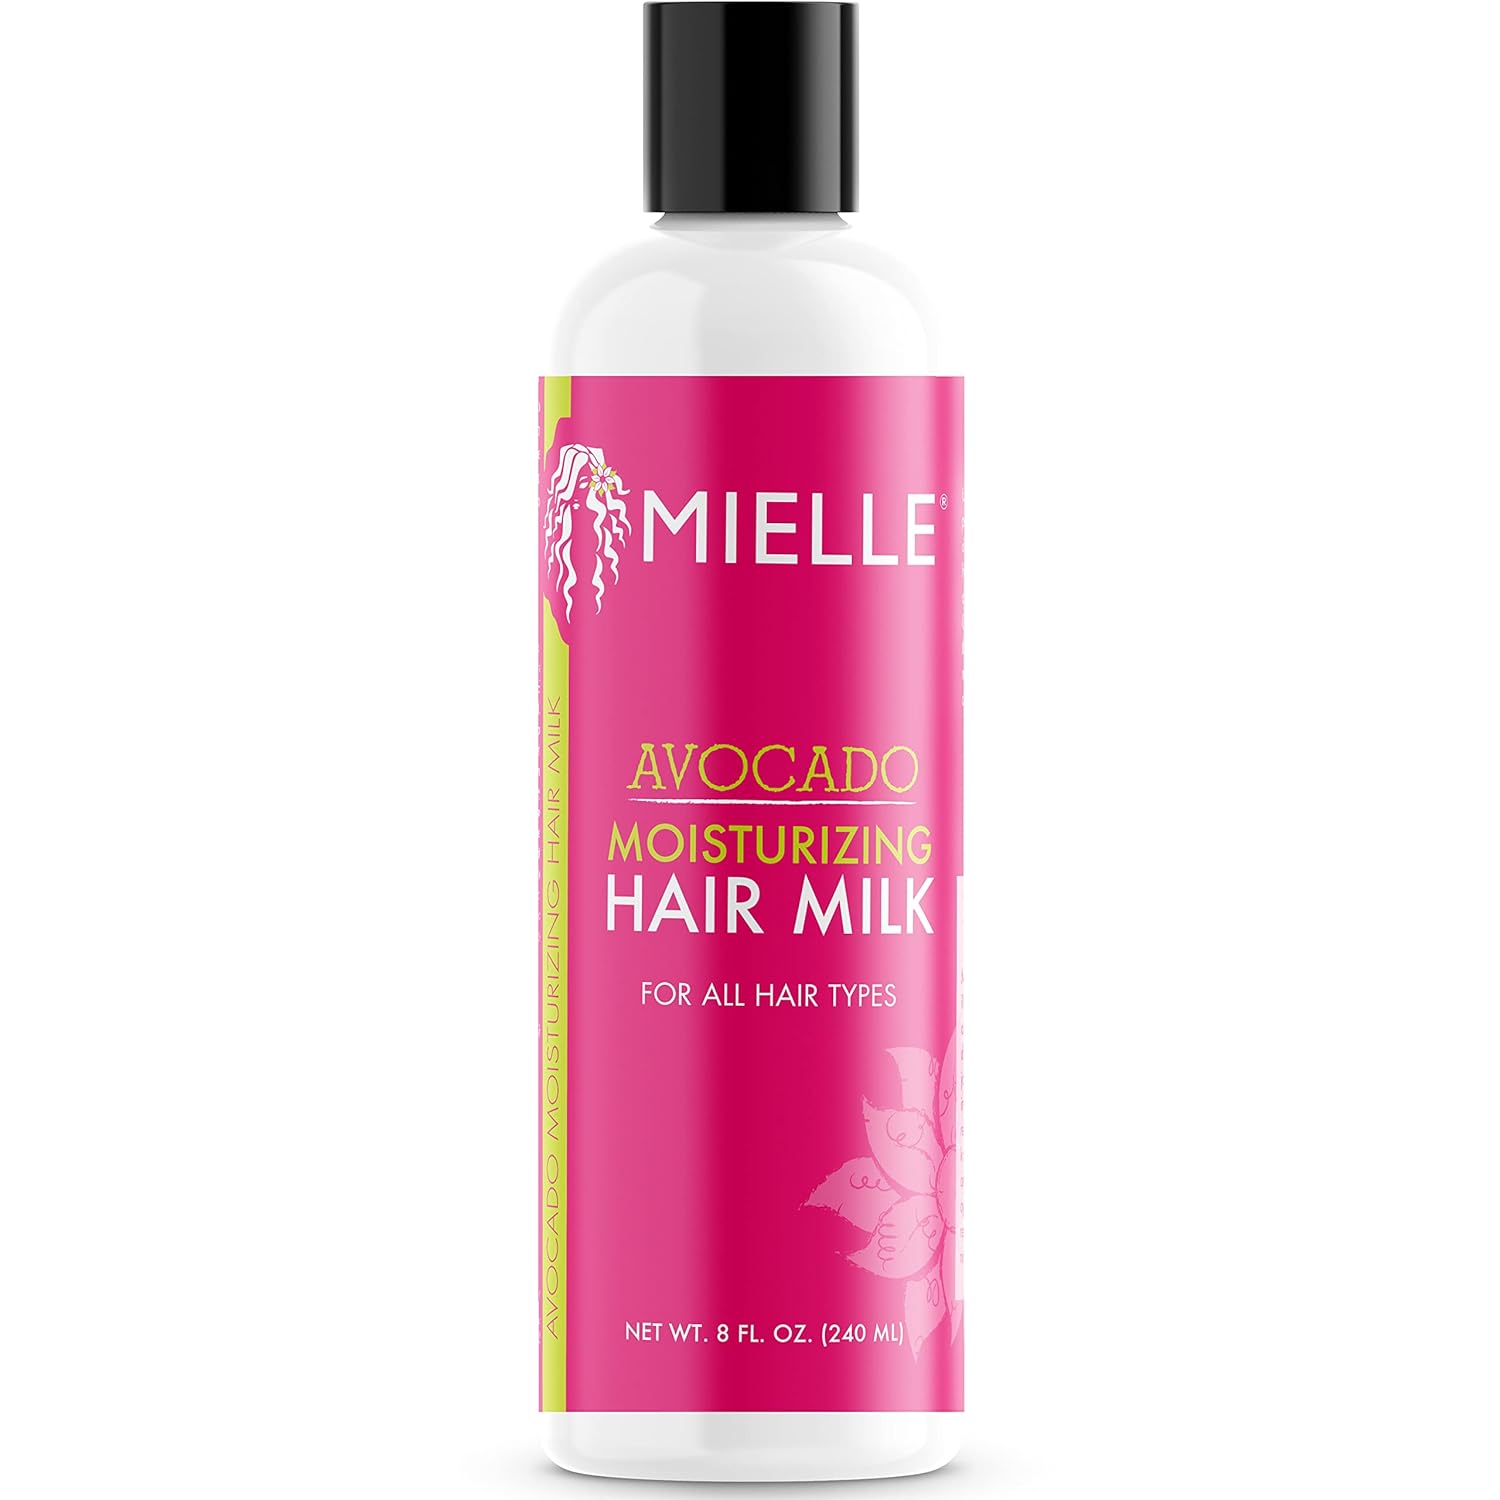 MIELLE®
AVOCADO
MOISTURIZING
HAIR MILK
FOR ALL HAIR TYPES
NET WT. 8 FL. OZ. (240 ML)
AVOCADO MOISTURIZING HAIR MILK